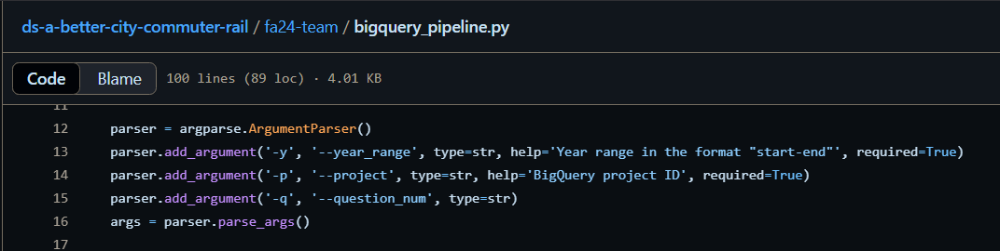 ds-a-better-city-commuter-rail / fa24-team / bigquery_pipeline.py
Code Blame 100 lines (89 loc) · 4.01 KB
11
12 parser = argparse.ArgumentParser()
13 parser.add_argument('-y', '--year_range', type=str, help='Year range in the format "start-end"', required=True)
14 parser.add_argument('-p', '--project', type=str, help='BigQuery project ID', required=True)
15 parser.add_argument('-q', '--question_num', type=str)
16 args = parser.parse_args()
17